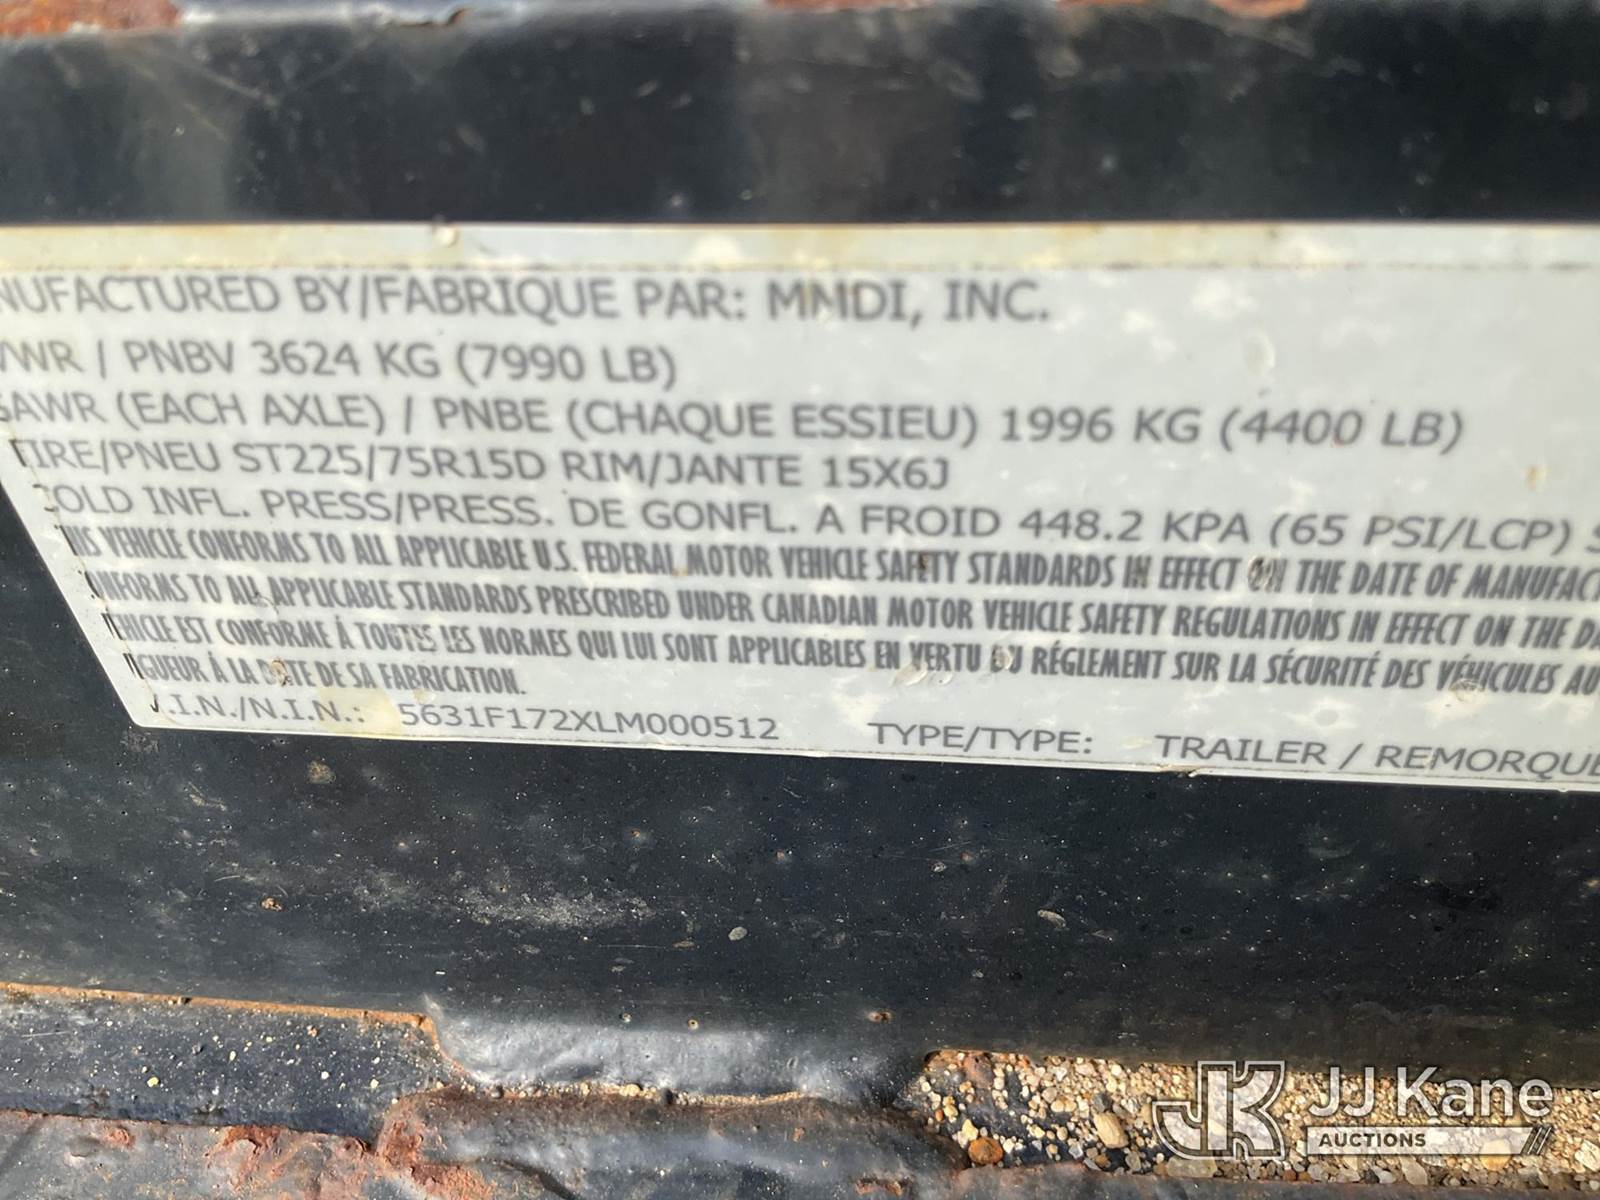 NUFACTURED BY/FABRIQUE PAR: MMDI, INC.
VWR / PNBV 3624 KG (7990 LB)
GAWR (EACH AXLE) / PNBE (CHAQUE ESSIEU) 1996 KG (4400 LB)
TIRE/PNEU ST225/75R15D RIM/JANTE 15X6J
COLD INFL. PRESS/PRESS. DE GONFL. A FROID 448.2 KPA (65 PSI/LCP) S
THIS VEHICLE CONFORMS TO ALL APPLICABLE U.S. FEDERAL MOTOR VEHICLE SAFETY STANDARDS IN EFFECT ON THE DATE OF MANUFACT
CONFORMS TO ALL APPLICABLE STANDARDS PRESCRIBED UNDER CANADIAN MOTOR VEHICLE SAFETY REGULATIONS IN EFFECT ON THE DA
VEHICLE EST CONFORME À TOUTES LES NORMES QUI LUI SONT APPLICABLES EN VERTU DU RÉGLEMENT SUR LA SÉCURITÉ DES VÉHICULES AU
VIGUEUR À LA DATE DE SA FABRICATION.
V.I.N./N.I.N.: 5631F172XLM000512 TYPE/TYPE: TRAILER / REMORQUE
JK JJ Kane
AUCTIONS